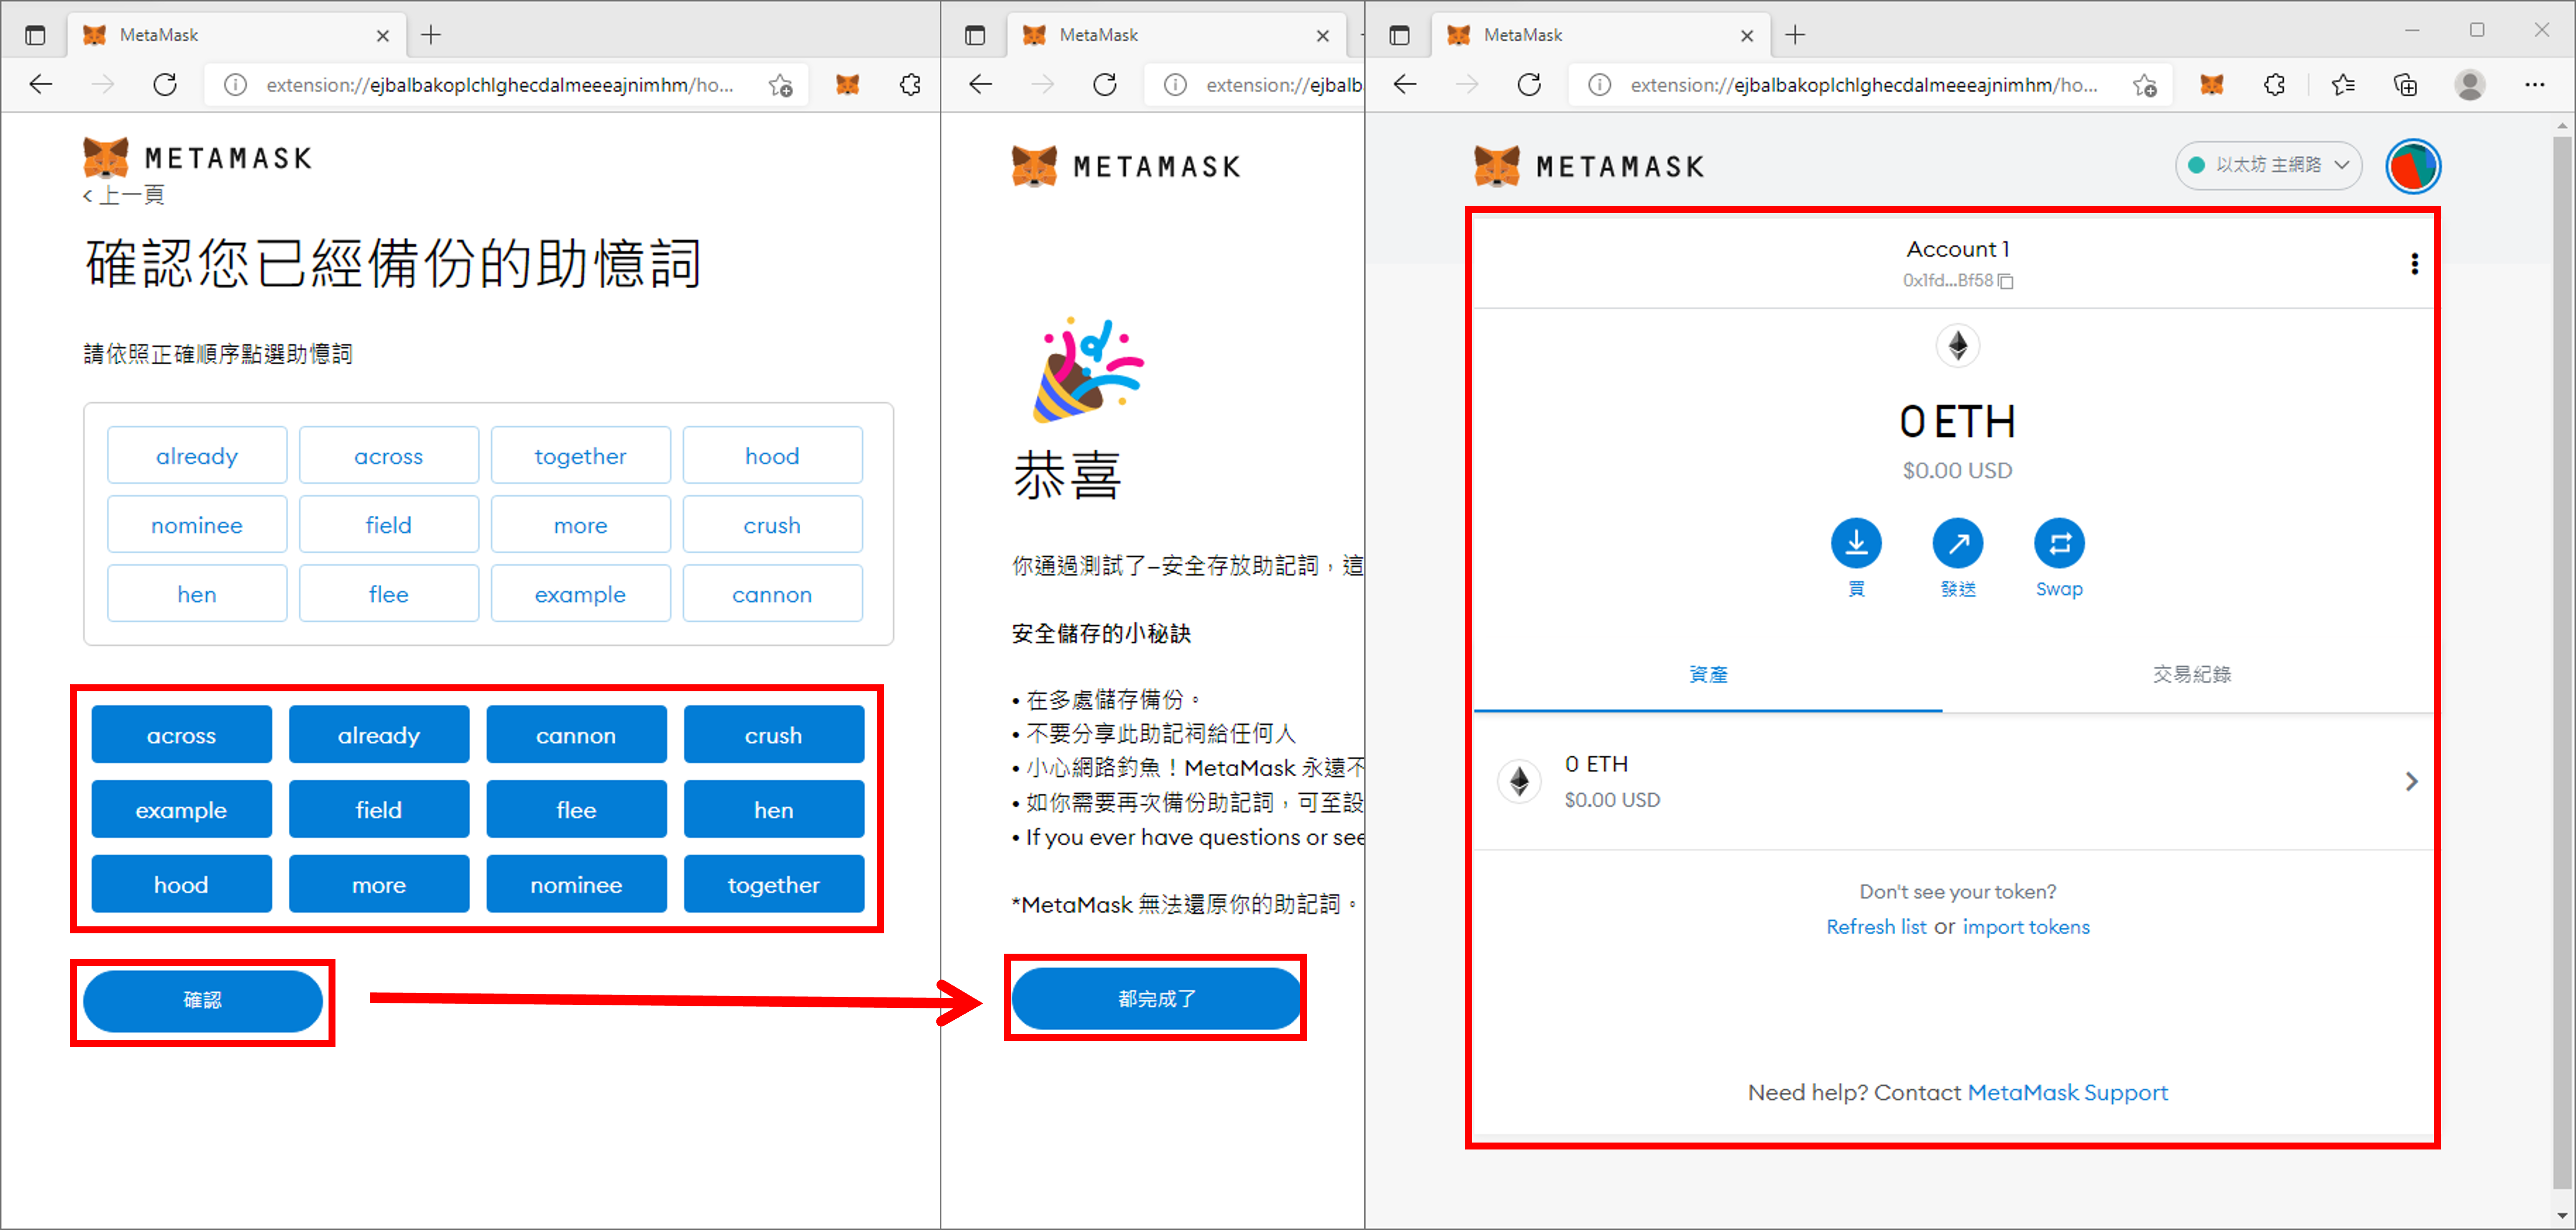 MetaMask
extension://ejbalbakoplchlghecdalmeeeajnimhm/ho...
METAMASK
< 上一頁
確認您已經備份的助憶詞
請依照正確順序點選助憶詞
already across together hood
nominee field more crush
hen flee example cannon
across already cannon crush
example field flee hen
hood more nominee together
確認
MetaMask
extension://ejbalb
METAMASK
恭喜
你通過測試了–安全存放助記詞，這
安全儲存的小秘訣
• 在多處儲存備份。
• 不要分享此助記祠給任何人
• 小心網路釣魚！MetaMask 永遠不
• 如你需要再次備份助記詞，可至設
• If you ever have questions or see
*MetaMask 無法還原你的助記詞。
都完成了
MetaMask
extension://ejbalbakoplchlghecdalmeeeajnimhm/ho...
METAMASK
以太坊 主網路
Account 1
0x1fd...Bf58
0 ETH
$0.00 USD
買 發送 Swap
資產 交易紀錄
0 ETH
$0.00 USD
Don't see your token?
Refresh list or import tokens
Need help? Contact MetaMask Support